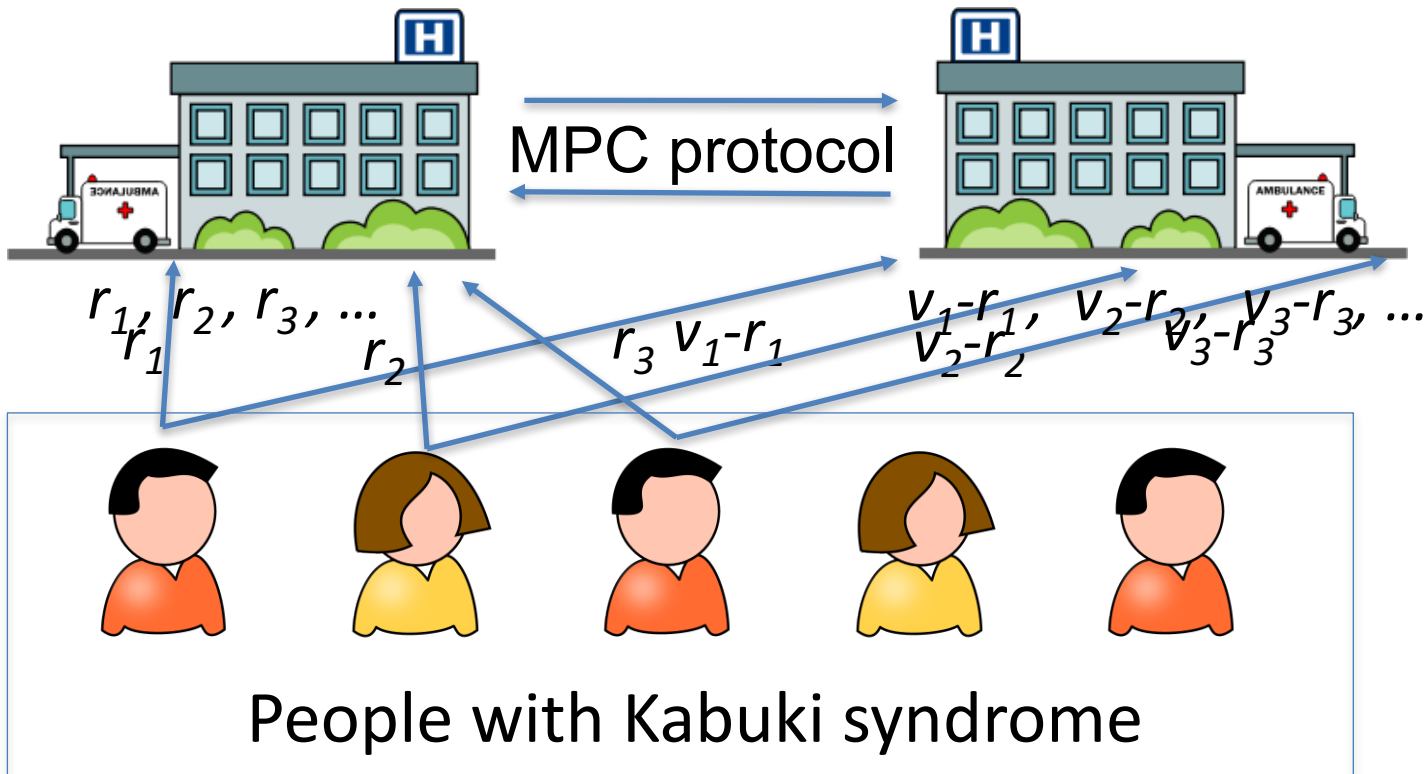 H
H
MPC protocol
AMBULANCE
AMBULANCE
r₁, r₂, r₃, …
v₁-r₁, v₂-r₂, v₃-r₃, …
r₁
r₂
r₃
v₁-r₁
v₂-r₂
v₃-r₃
People with Kabuki syndrome